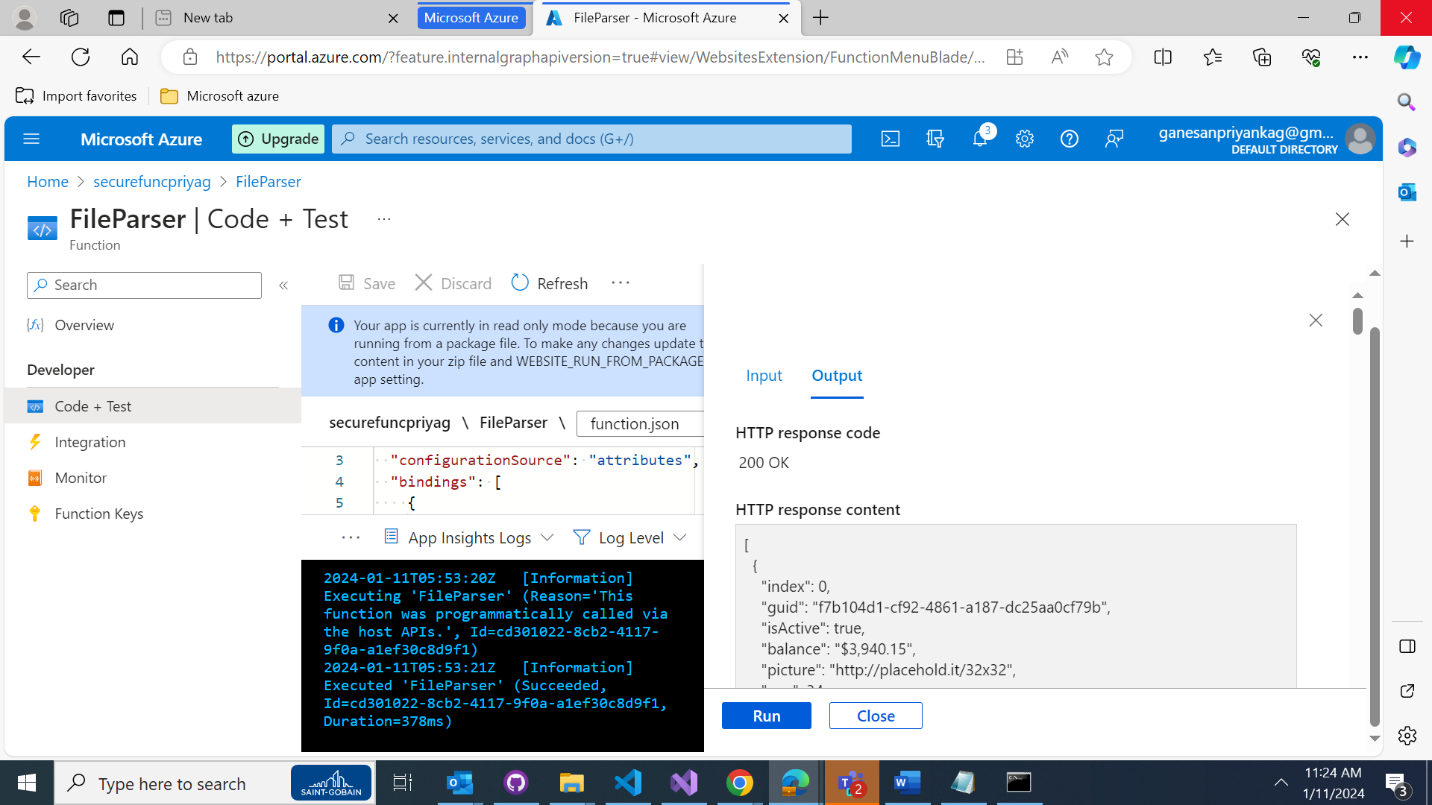 New tab
Microsoft Azure
FileParser - Microsoft Azure
https://portal.azure.com/?feature.internalgraphapiversion=true#view/WebsitesExtension/FunctionMenuBlade/...
Import favorites
Microsoft azure
Microsoft Azure
Upgrade
Search resources, services, and docs (G+/)
3
ganesanpriyankag@gm...
DEFAULT DIRECTORY
Home > securefuncpriyag > FileParser
FileParser | Code + Test
Function
Search
Overview
Developer
Code + Test
Integration
Monitor
Function Keys
Save
Discard
Refresh
Your app is currently in read only mode because you are
running from a package file. To make any changes update t
content in your zip file and WEBSITE_RUN_FROM_PACKAGE
app setting.
securefuncpriyag \ FileParser \ function.json
3 "configurationSource": "attributes",
4 "bindings": [
5 {
App Insights Logs
Log Level
2024-01-11T05:53:20Z [Information]
Executing 'FileParser' (Reason='This
function was programmatically called via
the host APIs.', Id=cd301022-8cb2-4117-
9f0a-a1ef30c8d9f1)
2024-01-11T05:53:21Z [Information]
Executed 'FileParser' (Succeeded,
Id=cd301022-8cb2-4117-9f0a-a1ef30c8d9f1,
Duration=378ms)
Input
Output
HTTP response code
200 OK
HTTP response content
[
{
"index": 0,
"guid": "f7b104d1-cf92-4861-a187-dc25aa0cf79b",
"isActive": true,
"balance": "$3,940.15",
"picture": "http://placehold.it/32x32",
Run
Close
Type here to search
SAINT-GOBAIN
2
11:24 AM
1/11/2024
3